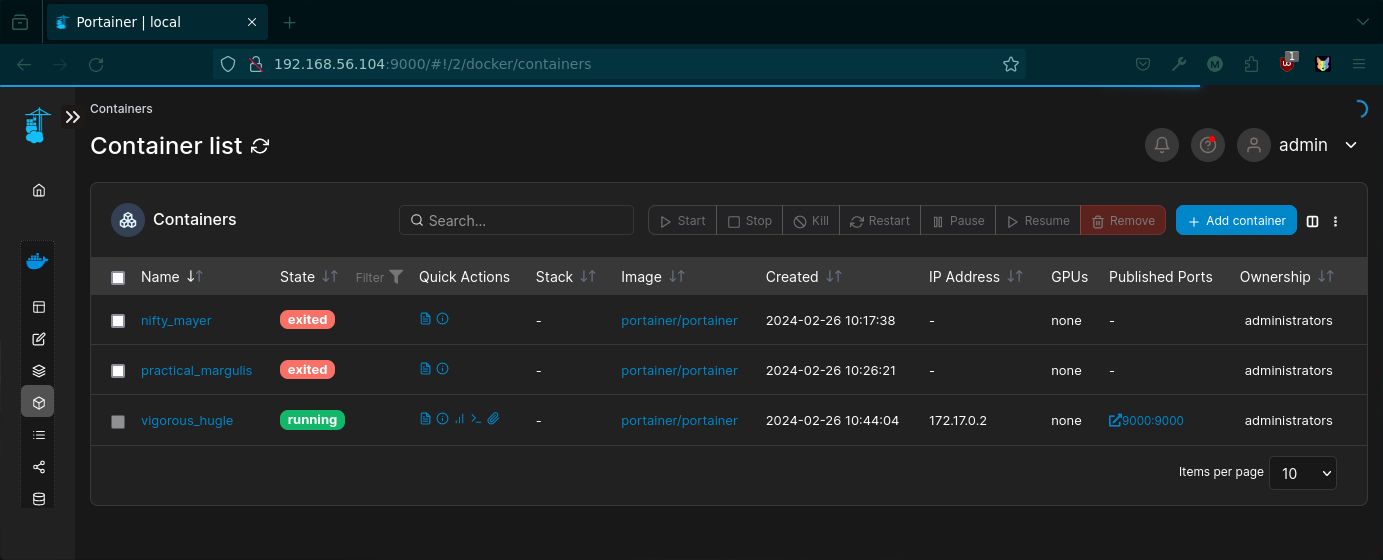 Portainer | local
192.168.56.104:9000/#!/2/docker/containers
1
M
Containers
Container list
admin
Containers
Search...
Start Stop Kill Restart Pause Resume Remove
Add container
Name State Filter Quick Actions Stack Image Created IP Address GPUs Published Ports Ownership
nifty_mayer exited - portainer/portainer 2024-02-26 10:17:38 - none - administrators
practical_margulis exited - portainer/portainer 2024-02-26 10:26:21 - none - administrators
vigorous_hugle running - portainer/portainer 2024-02-26 10:44:04 172.17.0.2 none 9000:9000 administrators
Items per page 10